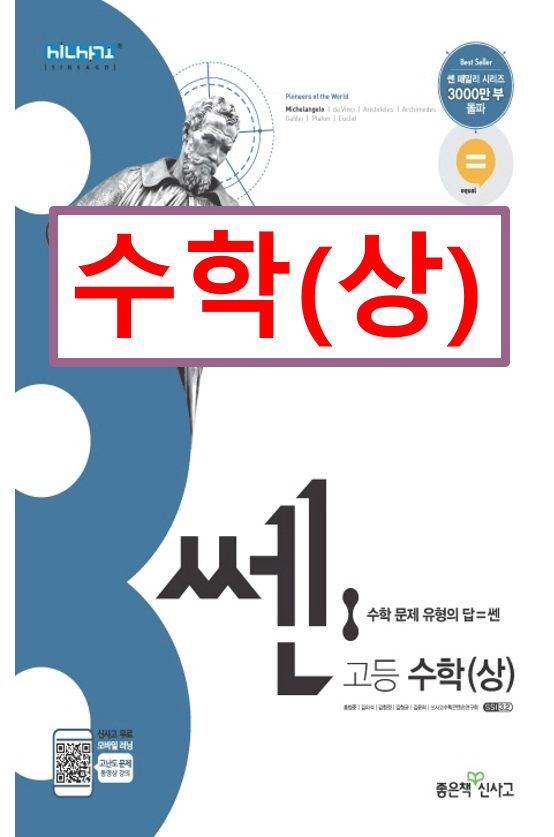 신사고
SINSAGO
Best Seller
쎈 패밀리 시리즈
3000만 부
돌파
Pioneers of the World
Michelangelo | da Vinci | Aristoteles | Archimedes
Galilei | Platon | Euclid
equal
수학(상)
쎈
수학 문제 유형의 답=쎈
고등 수학(상)
신사고 무료
모바일 러닝
고난도 문제
동영상 강의
좋은책 신사고